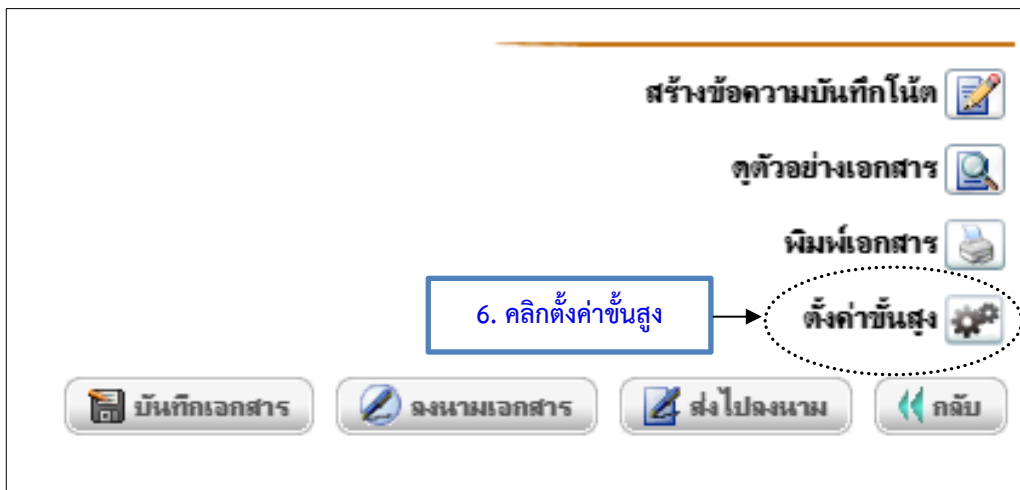 สร้างข้อความบันทึกโน้ต
ดูตัวอย่างเอกสาร
พิมพ์เอกสาร
6. คลิกตั้งค่าขั้นสูง
ตั้งค่าขั้นสูง
บันทึกเอกสาร ลงนามเอกสาร ส่งไปลงนาม กลับ